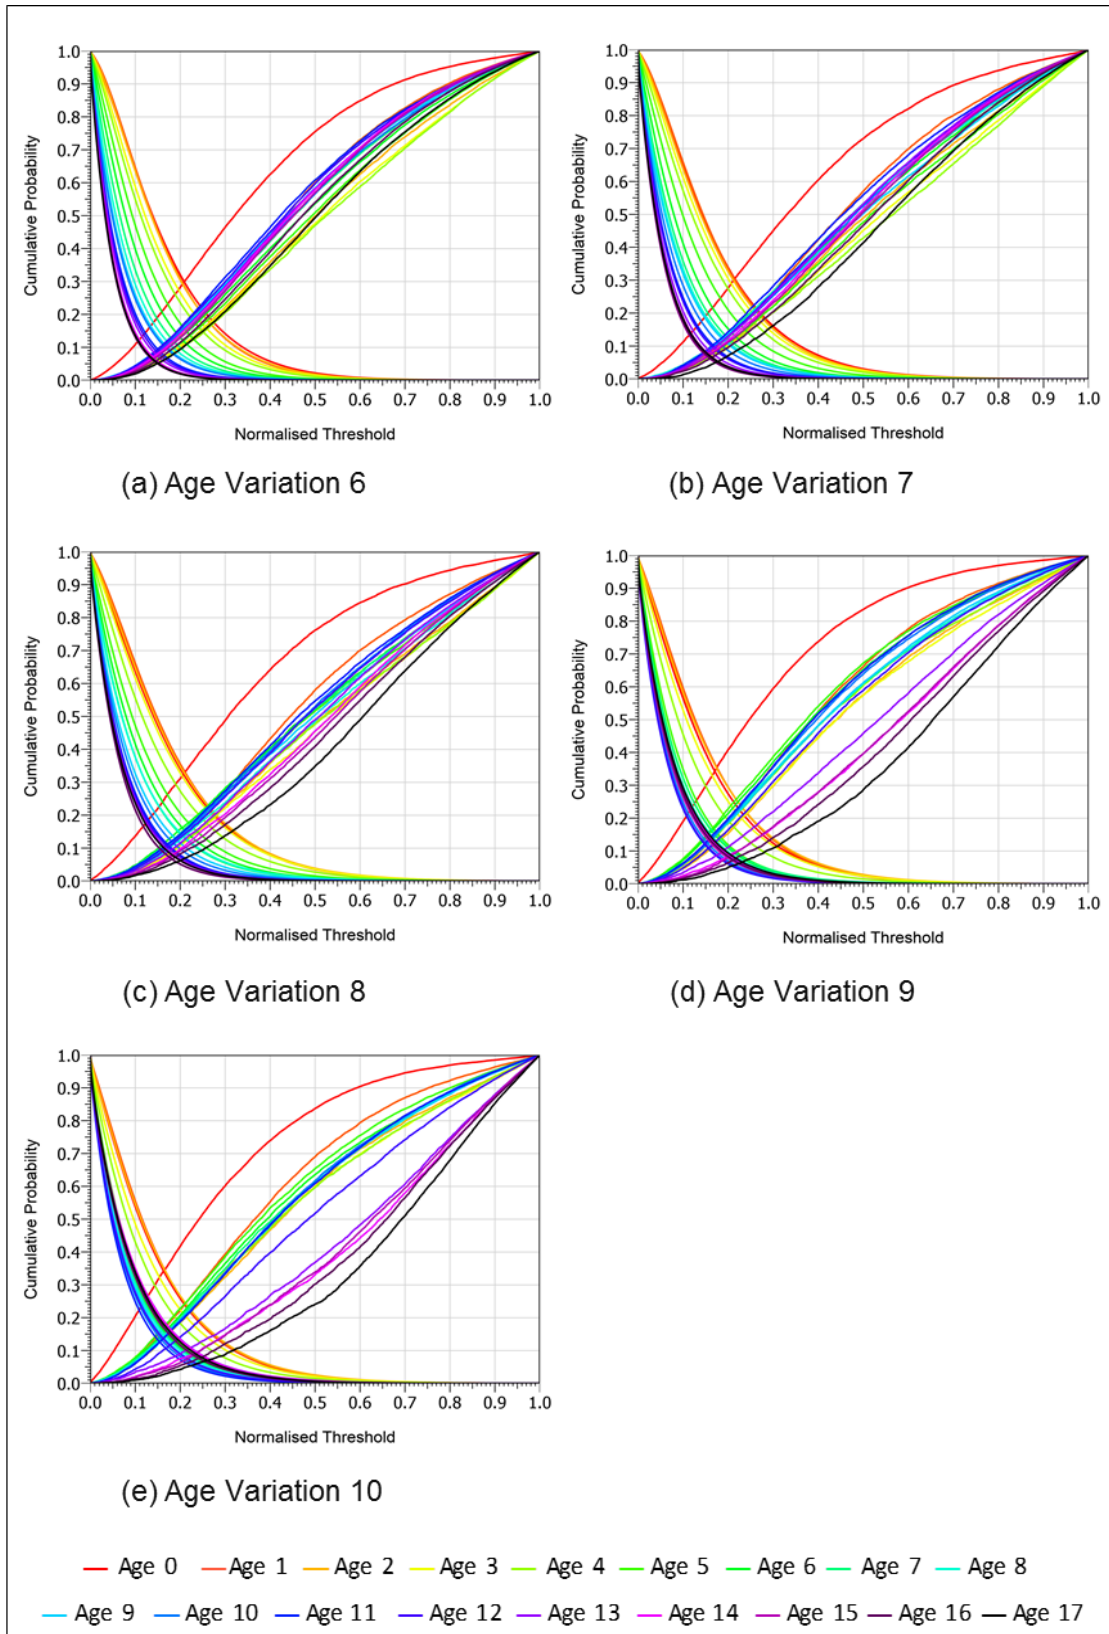 1.0
0.9
0.8
0.7
0.6
0.5
0.4
0.3
0.2
0.1
0.0
Cumulative Probability
0.0 0.1 0.2 0.3 0.4 0.5 0.6 0.7 0.8 0.9 1.0
Normalised Threshold
(a) Age Variation 6
1.0
0.9
0.8
0.7
0.6
0.5
0.4
0.3
0.2
0.1
0.0
Cumulative Probability
0.0 0.1 0.2 0.3 0.4 0.5 0.6 0.7 0.8 0.9 1.0
Normalised Threshold
(b) Age Variation 7
1.0
0.9
0.8
0.7
0.6
0.5
0.4
0.3
0.2
0.1
0.0
Cumulative Probability
0.0 0.1 0.2 0.3 0.4 0.5 0.6 0.7 0.8 0.9 1.0
Normalised Threshold
(c) Age Variation 8
1.0
0.9
0.8
0.7
0.6
0.5
0.4
0.3
0.2
0.1
0.0
Cumulative Probability
0.0 0.1 0.2 0.3 0.4 0.5 0.6 0.7 0.8 0.9 1.0
Normalised Threshold
(d) Age Variation 9
1.0
0.9
0.8
0.7
0.6
0.5
0.4
0.3
0.2
0.1
0.0
Cumulative Probability
0.0 0.1 0.2 0.3 0.4 0.5 0.6 0.7 0.8 0.9 1.0
Normalised Threshold
(e) Age Variation 10
Age 0 Age 1 Age 2 Age 3 Age 4 Age 5 Age 6 Age 7 Age 8
Age 9 Age 10 Age 11 Age 12 Age 13 Age 14 Age 15 Age 16 Age 17